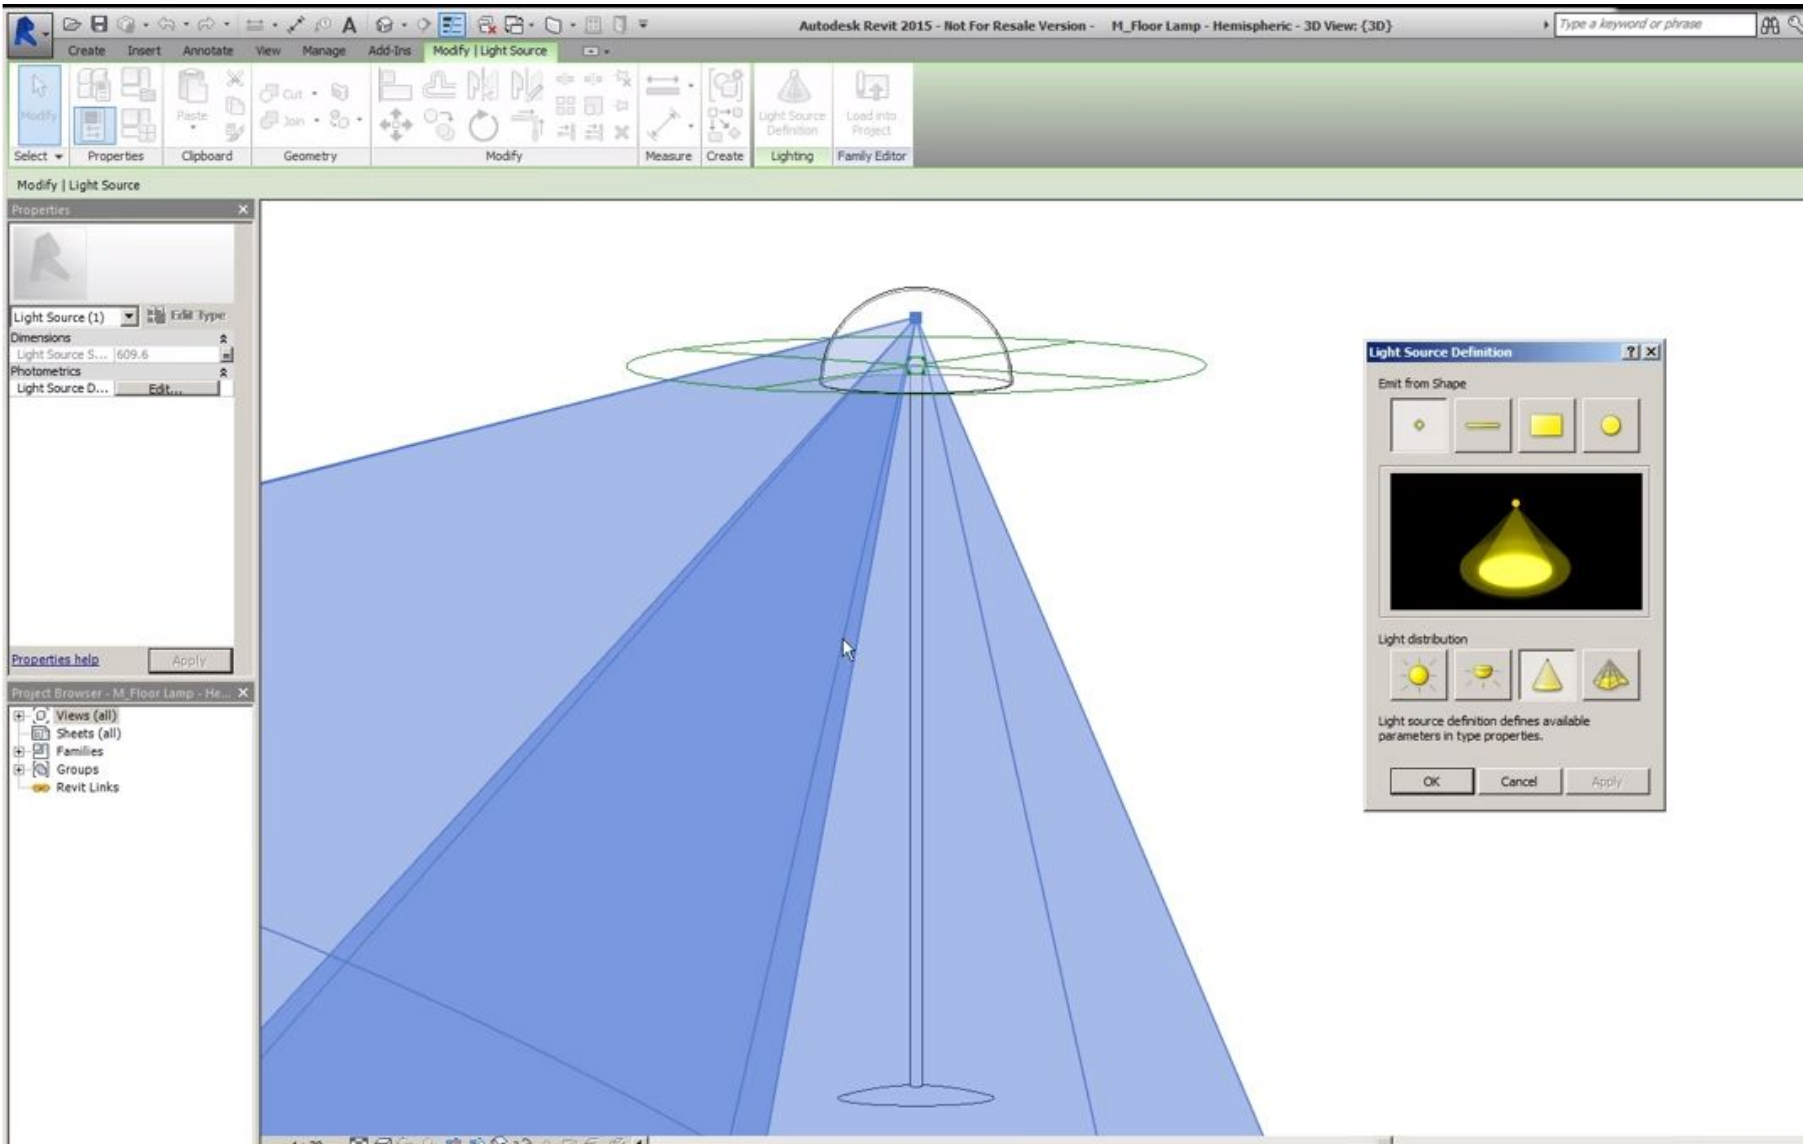 Autodesk Revit 2015 - Not For Resale Version - M_Floor Lamp - Hemispheric - 3D View: {3D}
Type a keyword or phrase
Create Insert Annotate View Manage Add-Ins Modify | Light Source
Modify
Paste
Cut
Join
Light Source Definition
Load into Project
Select Properties Clipboard Geometry Modify Measure Create Lighting Family Editor
Modify | Light Source
Properties
Light Source (1) Edit Type
Dimensions
Light Source S... 609.6
Photometrics
Light Source D... Edit...
Properties help Apply
Project Browser - M_Floor Lamp - He...
Views (all)
Sheets (all)
Families
Groups
Revit Links
Light Source Definition
Emit from Shape
Light distribution
Light source definition defines available
parameters in type properties.
OK Cancel Apply